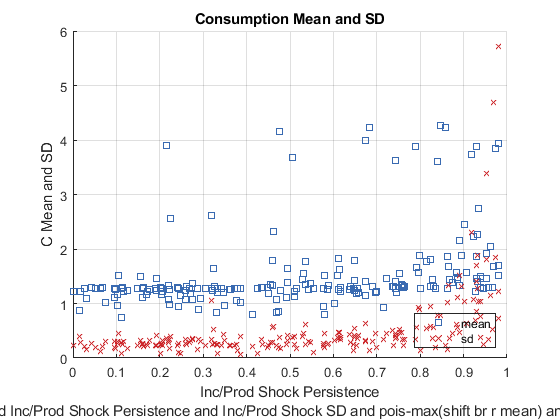 Consumption Mean and SD
6
5
4
3
2
1
0
C Mean and SD
mean
sd
0 0.1 0.2 0.3 0.4 0.5 0.6 0.7 0.8 0.9 1
Inc/Prod Shock Persistence
d Inc/Prod Shock Persistence and Inc/Prod Shock SD and pois-max(shift br r mean) an